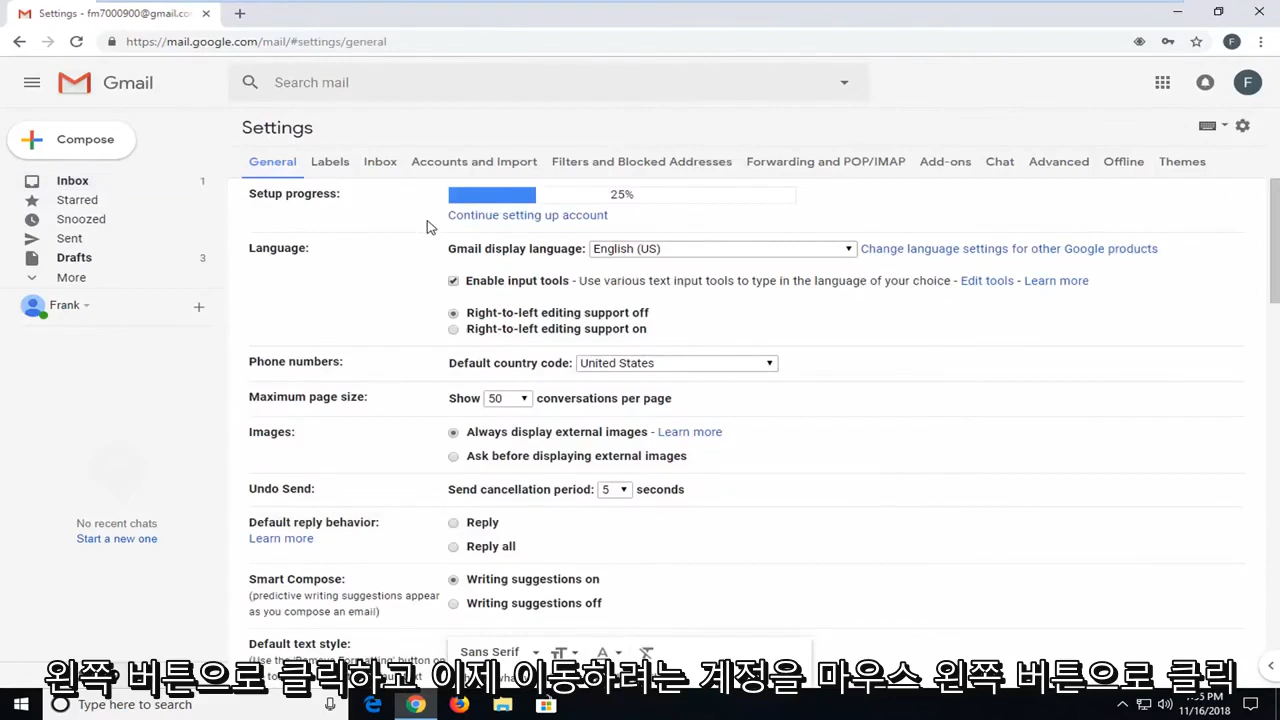 Settings - fm7000900@gmail.co
https://mail.google.com/mail/#settings/general
F
Gmail
Search mail
F
Compose
Settings
General Labels Inbox Accounts and Import Filters and Blocked Addresses Forwarding and POP/IMAP Add-ons Chat Advanced Offline Themes
Inbox 1
Starred
Snoozed
Sent
Drafts 3
More
Frank
No recent chats
Start a new one
Setup progress: 25%
Continue setting up account
Language: Gmail display language: English (US) Change language settings for other Google products
Enable input tools - Use various text input tools to type in the language of your choice - Edit tools - Learn more
Right-to-left editing support off
Right-to-left editing support on
Phone numbers: Default country code: United States
Maximum page size: Show 50 conversations per page
Images: Always display external images - Learn more
Ask before displaying external images
Undo Send: Send cancellation period: 5 seconds
Default reply behavior: Reply
Learn more
Reply all
Smart Compose: Writing suggestions on
(predictive writing suggestions appear
as you compose an email)
Writing suggestions off
Default text style: Sans Serif
왼쪽 버튼으로 클릭하고 이제 이동하려는 계정을 마우스 왼쪽 버튼으로 클릭
Type here to search
11/16/2018